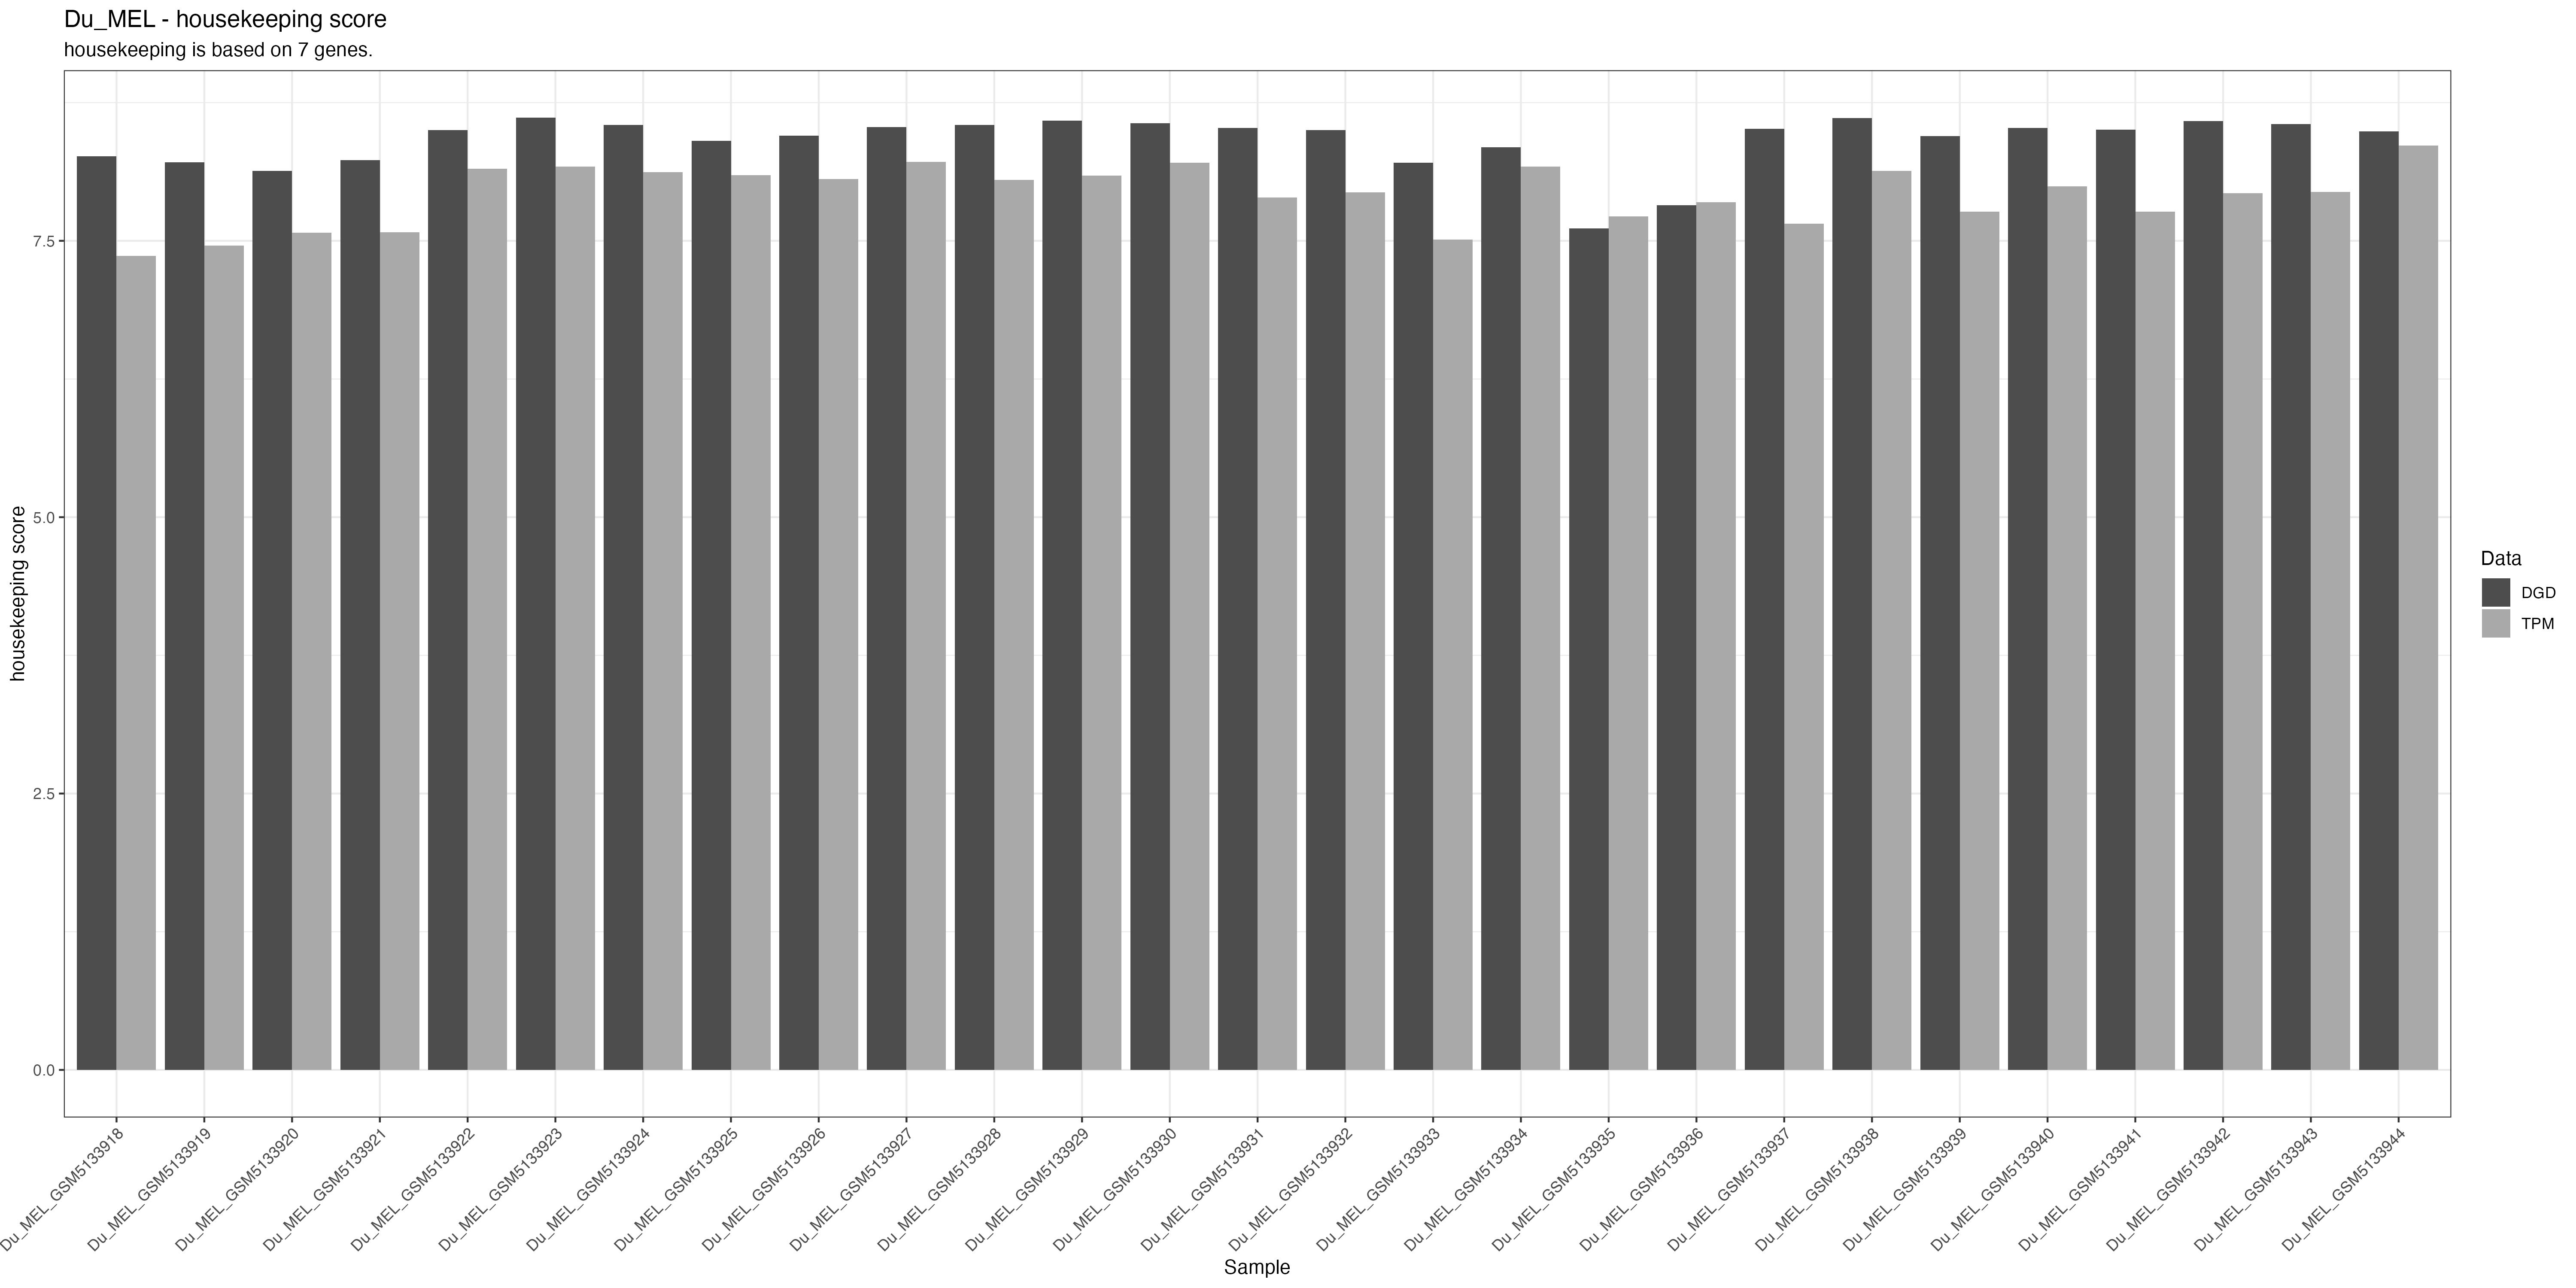 Du_MEL - housekeeping score
housekeeping is based on 7 genes.
housekeeping score
7.5
5.0
2.5
0.0
Du_MEL_GSM5133918
Du_MEL_GSM5133919
Du_MEL_GSM5133920
Du_MEL_GSM5133921
Du_MEL_GSM5133922
Du_MEL_GSM5133923
Du_MEL_GSM5133924
Du_MEL_GSM5133925
Du_MEL_GSM5133926
Du_MEL_GSM5133927
Du_MEL_GSM5133928
Du_MEL_GSM5133929
Du_MEL_GSM5133930
Du_MEL_GSM5133931
Du_MEL_GSM5133932
Du_MEL_GSM5133933
Du_MEL_GSM5133934
Du_MEL_GSM5133935
Du_MEL_GSM5133936
Du_MEL_GSM5133937
Du_MEL_GSM5133938
Du_MEL_GSM5133939
Du_MEL_GSM5133940
Du_MEL_GSM5133941
Du_MEL_GSM5133942
Du_MEL_GSM5133943
Du_MEL_GSM5133944
Sample
Data
DGD
TPM